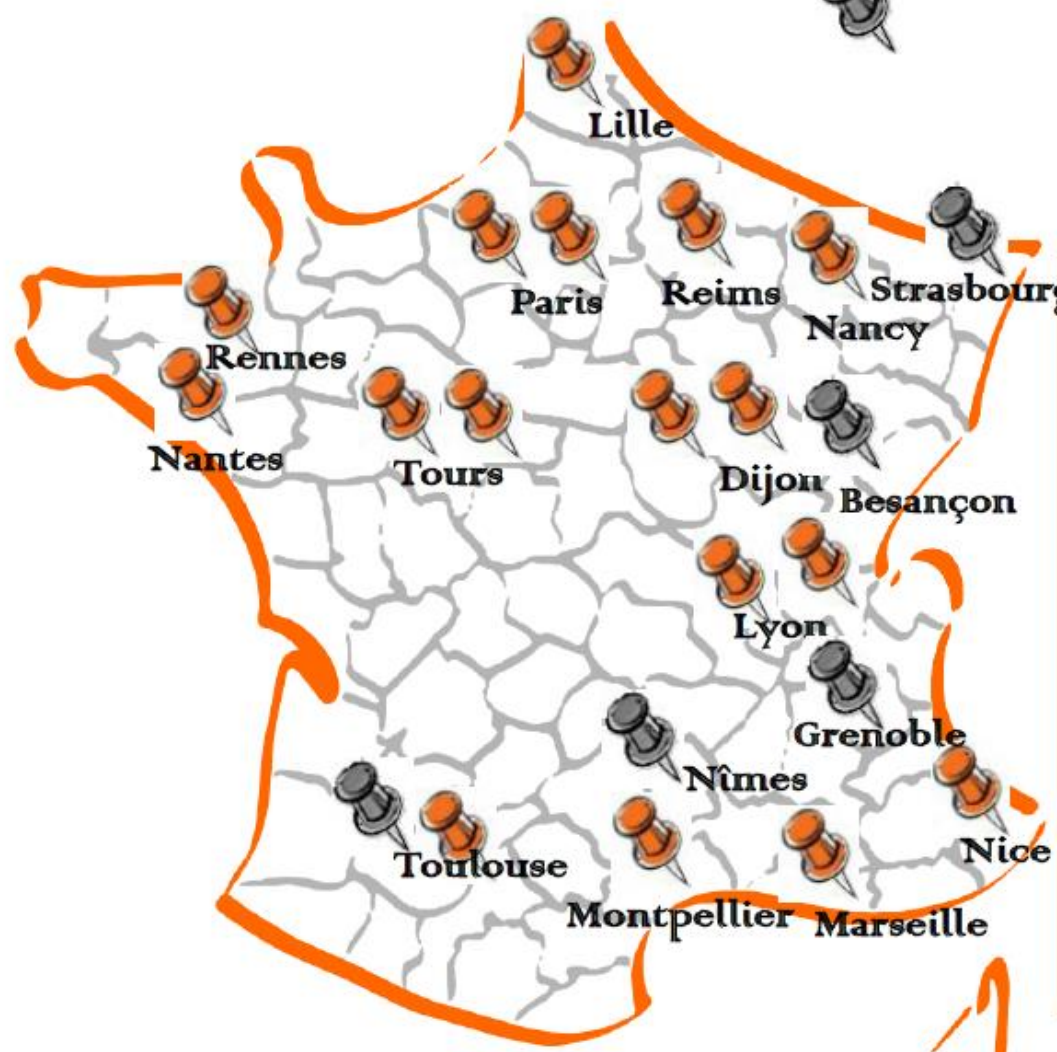 Lille
Paris
Reims
Strasbourg
Nancy
Rennes
Nantes
Tours
Dijon
Besançon
Lyon
Grenoble
Nîmes
Nice
Toulouse
Montpellier
Marseille